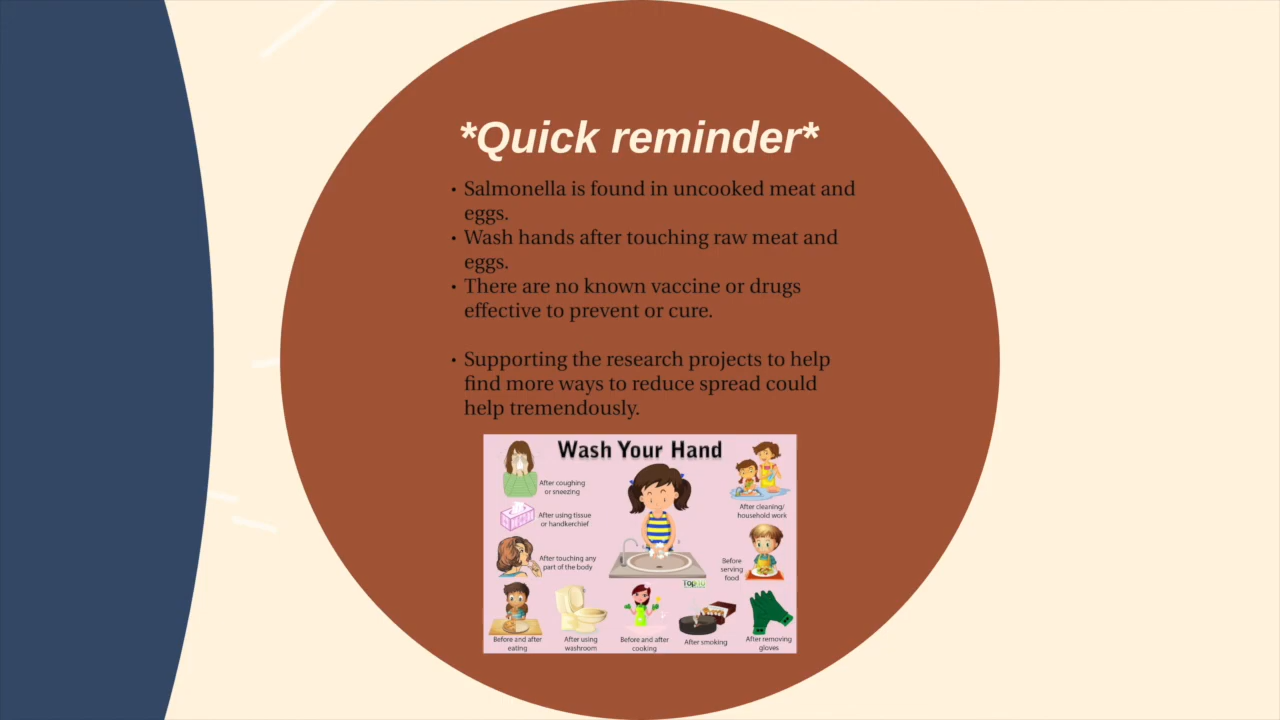 *Quick reminder*
• Salmonella is found in uncooked meat and
eggs.
• Wash hands after touching raw meat and
eggs.
• There are no known vaccine or drugs
effective to prevent or cure.
• Supporting the research projects to help
find more ways to reduce spread could
help tremendously.
Wash Your Hand
After coughing
or sneezing
After using tissue
or handkerchief
After touching any
part of the body
After cleaning/
household work
Before
serving
food
Before and after
eating
After using
washroom
Before and after
cooking
After smoking
After removing
gloves